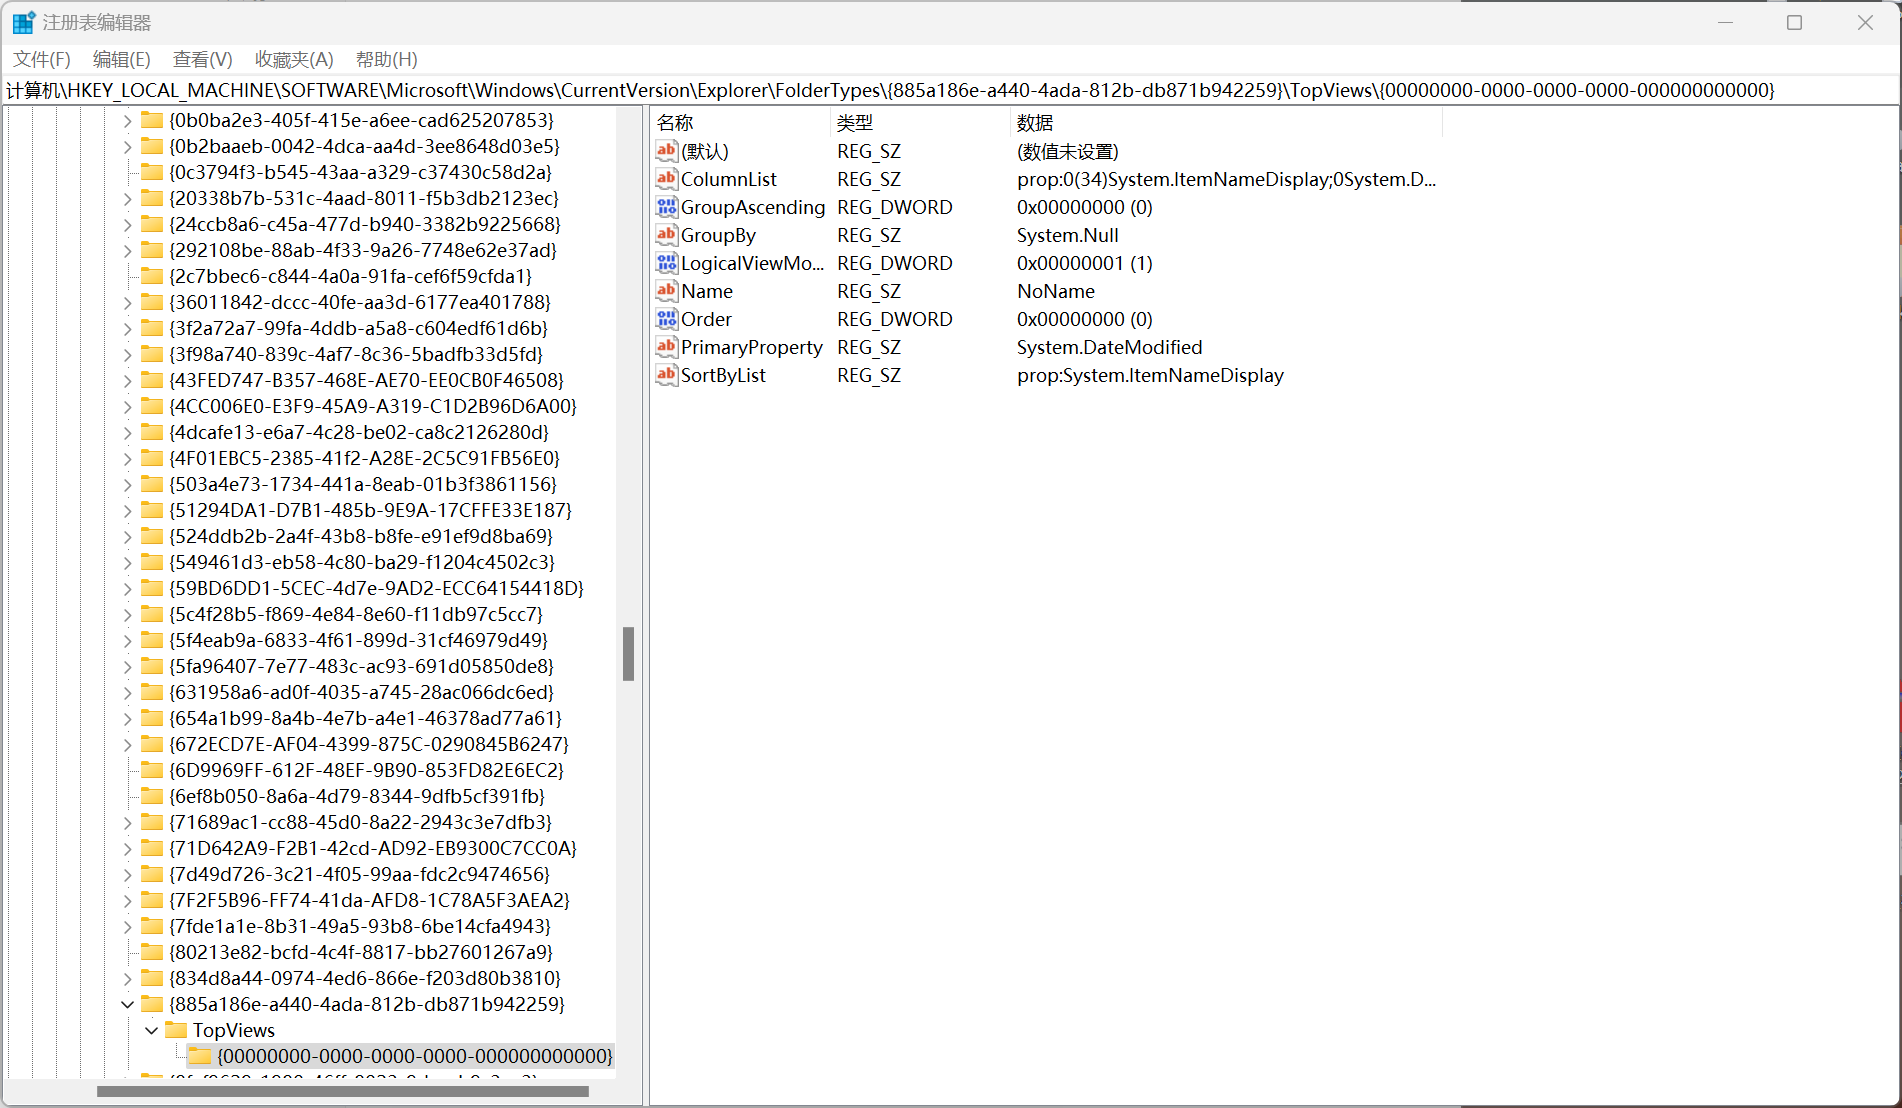 注册表编辑器
文件(F) 编辑(E) 查看(V) 收藏夹(A) 帮助(H)
计算机\HKEY_LOCAL_MACHINE\SOFTWARE\Microsoft\Windows\CurrentVersion\Explorer\FolderTypes\{885a186e-a440-4ada-812b-db871b942259}\TopViews\{00000000-0000-0000-0000-000000000000}
{0b0ba2e3-405f-415e-a6ee-cad625207853}
{0b2baaeb-0042-4dca-aa4d-3ee8648d03e5}
{0c3794f3-b545-43aa-a329-c37430c58d2a}
{20338b7b-531c-4aad-8011-f5b3db2123ec}
{24ccb8a6-c45a-477d-b940-3382b9225668}
{292108be-88ab-4f33-9a26-7748e62e37ad}
{2c7bbec6-c844-4a0a-91fa-cef6f59cfda1}
{36011842-dccc-40fe-aa3d-6177ea401788}
{3f2a72a7-99fa-4ddb-a5a8-c604edf61d6b}
{3f98a740-839c-4af7-8c36-5badfb33d5fd}
{43FED747-B357-468E-AE70-EE0CB0F46508}
{4CC006E0-E3F9-45A9-A319-C1D2B96D6A00}
{4dcafe13-e6a7-4c28-be02-ca8c2126280d}
{4F01EBC5-2385-41f2-A28E-2C5C91FB56E0}
{503a4e73-1734-441a-8eab-01b3f3861156}
{51294DA1-D7B1-485b-9E9A-17CFFE33E187}
{524ddb2b-2a4f-43b8-b8fe-e91ef9d8ba69}
{549461d3-eb58-4c80-ba29-f1204c4502c3}
{59BD6DD1-5CEC-4d7e-9AD2-ECC64154418D}
{5c4f28b5-f869-4e84-8e60-f11db97c5cc7}
{5f4eab9a-6833-4f61-899d-31cf46979d49}
{5fa96407-7e77-483c-ac93-691d05850de8}
{631958a6-ad0f-4035-a745-28ac066dc6ed}
{654a1b99-8a4b-4e7b-a4e1-46378ad77a61}
{672ECD7E-AF04-4399-875C-0290845B6247}
{6D9969FF-612F-48EF-9B90-853FD82E6EC2}
{6ef8b050-8a6a-4d79-8344-9dfb5cf391fb}
{71689ac1-cc88-45d0-8a22-2943c3e7dfb3}
{71D642A9-F2B1-42cd-AD92-EB9300C7CC0A}
{7d49d726-3c21-4f05-99aa-fdc2c9474656}
{7F2F5B96-FF74-41da-AFD8-1C78A5F3AEA2}
{7fde1a1e-8b31-49a5-93b8-6be14cfa4943}
{80213e82-bcfd-4c4f-8817-bb27601267a9}
{834d8a44-0974-4ed6-866e-f203d80b3810}
{885a186e-a440-4ada-812b-db871b942259}
TopViews
{00000000-0000-0000-0000-000000000000}
名称 类型 数据
(默认) REG_SZ (数值未设置)
ColumnList REG_SZ prop:0(34)System.ItemNameDisplay;0System.D...
GroupAscending REG_DWORD 0x00000000 (0)
GroupBy REG_SZ System.Null
LogicalViewMo... REG_DWORD 0x00000001 (1)
Name REG_SZ NoName
Order REG_DWORD 0x00000000 (0)
PrimaryProperty REG_SZ System.DateModified
SortByList REG_SZ prop:System.ItemNameDisplay